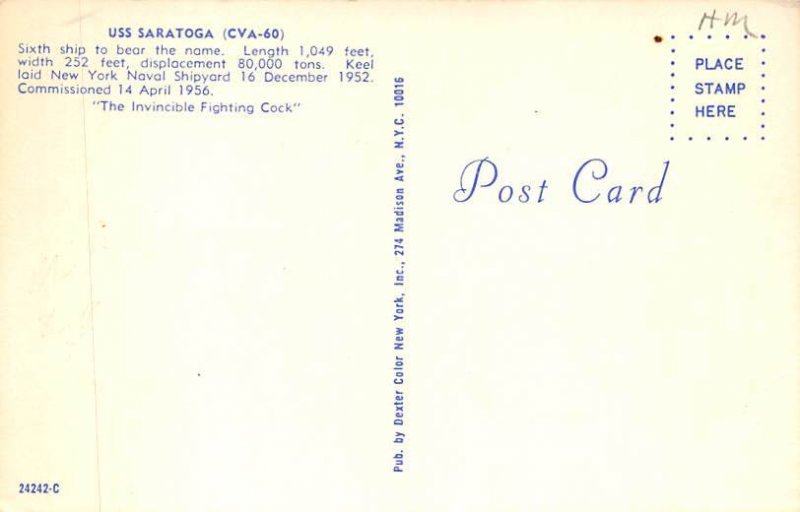 USS SARATOGA (CVA-60)
Sixth ship to bear the name. Length 1,049 feet,
width 252 feet, displacement 80,000 tons. Keel
laid New York Naval Shipyard 16 December 1952.
Commissioned 14 April 1956.
"The Invincible Fighting Cock"
24242-C
Pub. by Dexter Color New York, Inc., 274 Madison Ave., N.Y.C. 10016
HM
PLACE
STAMP
HERE
Post Card